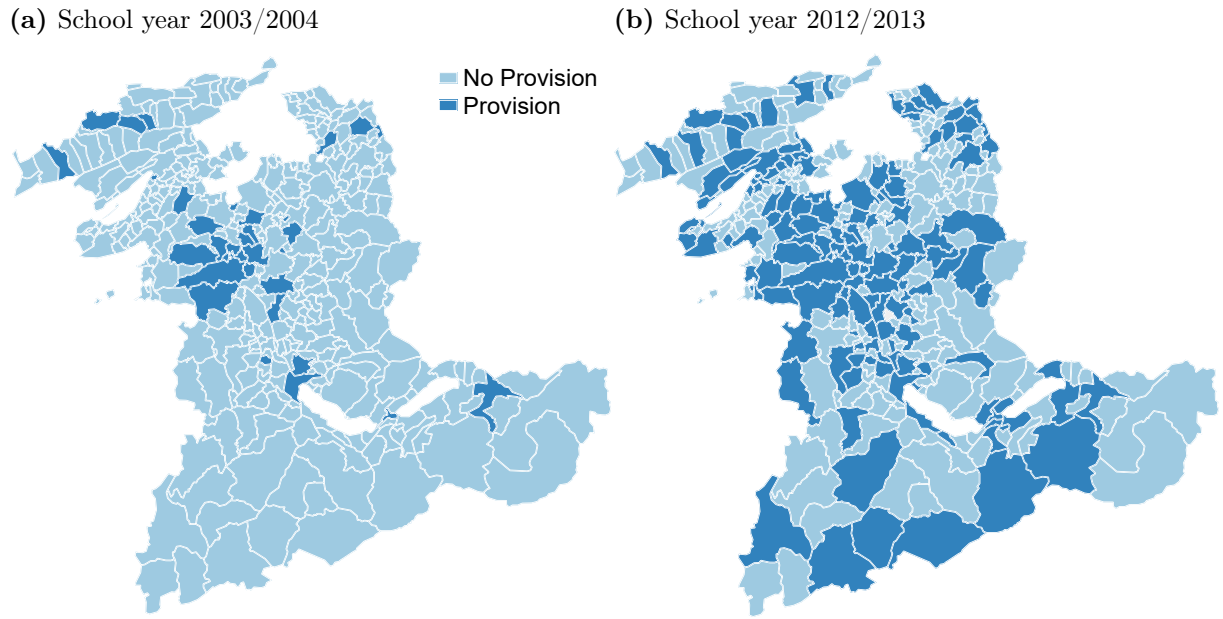 (a) School year 2003/2004
(b) School year 2012/2013
No Provision
Provision